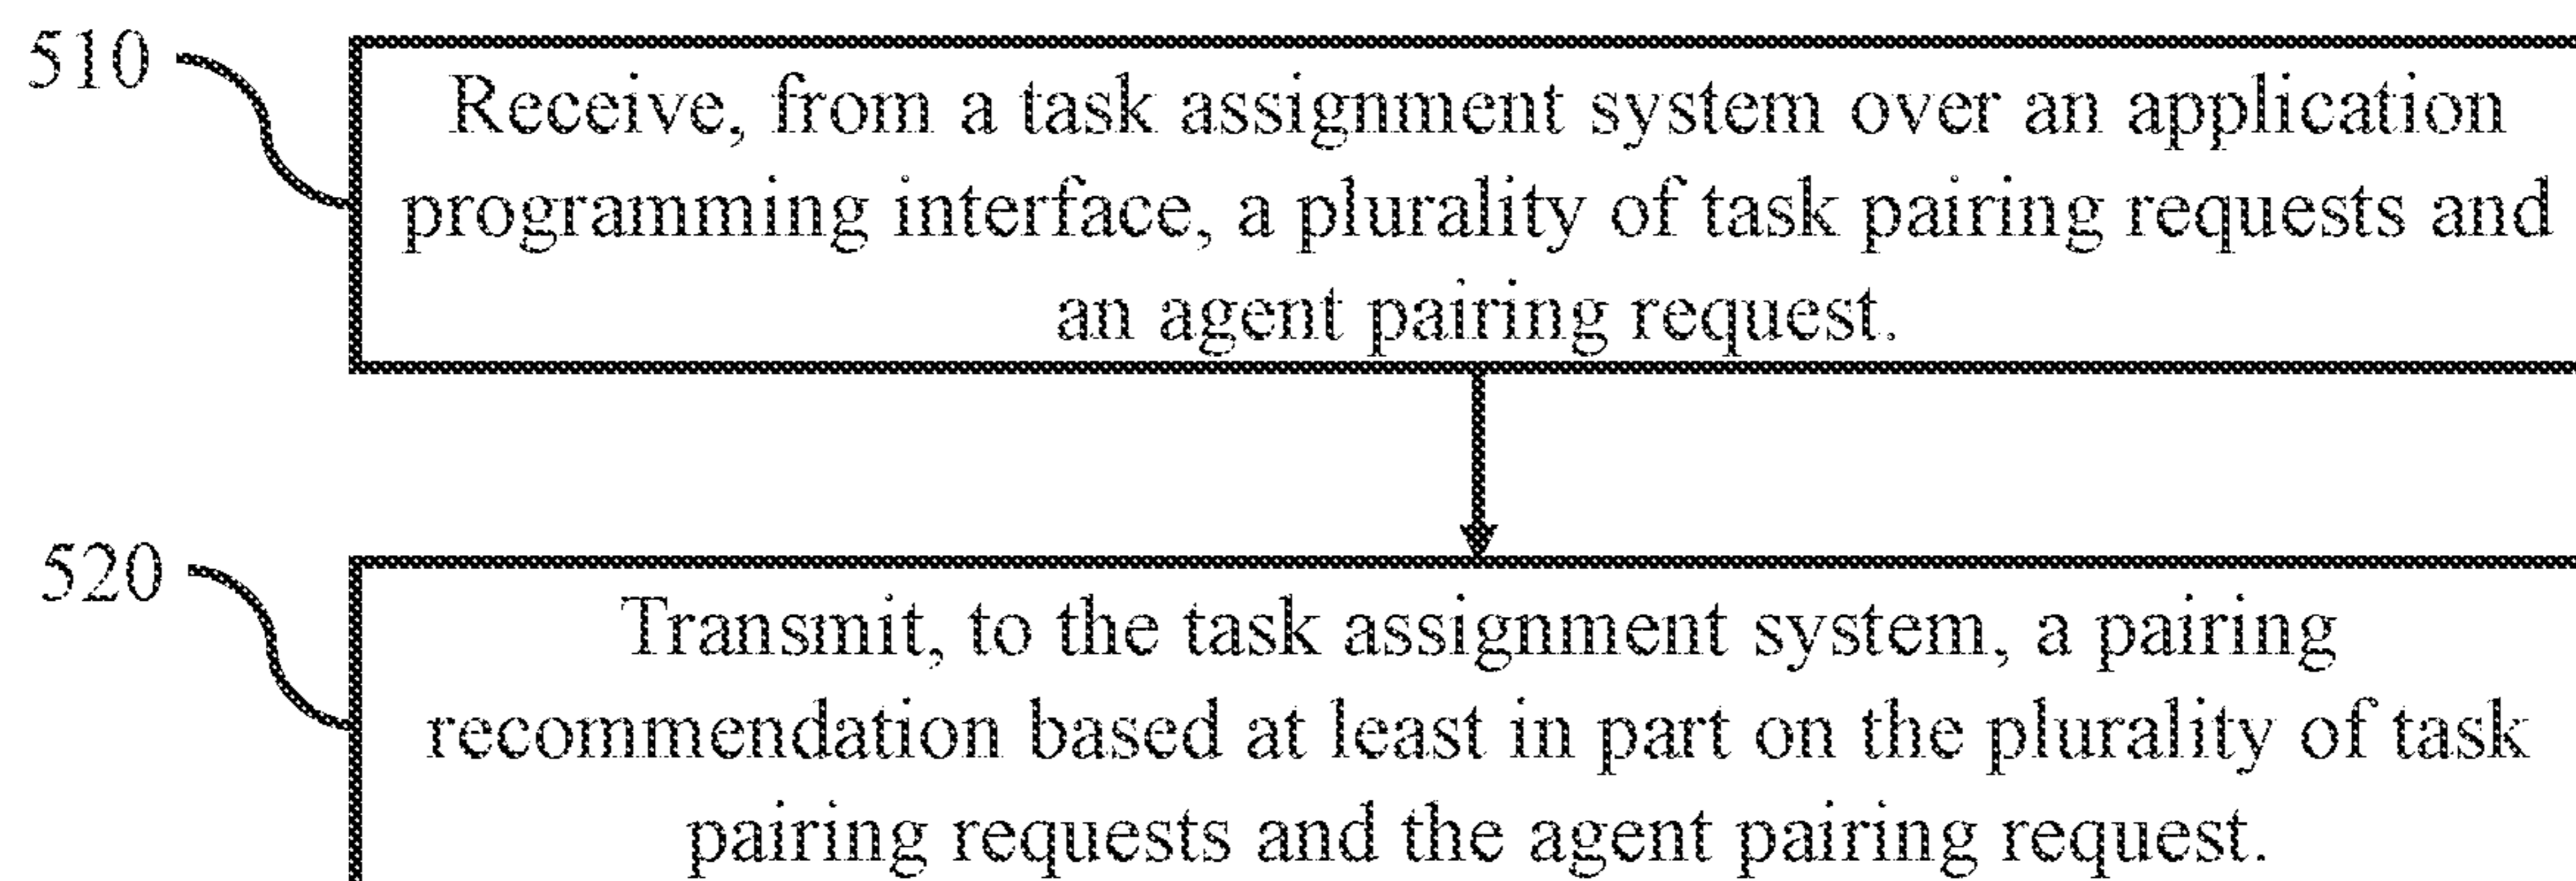 510
Receive, from a task assignment system over an application
programming interface, a plurality of task pairing requests and
an agent pairing request.
520
Transmit, to the task assignment system, a pairing
recommendation based at least in part on the plurality of task
pairing requests and the agent pairing request.